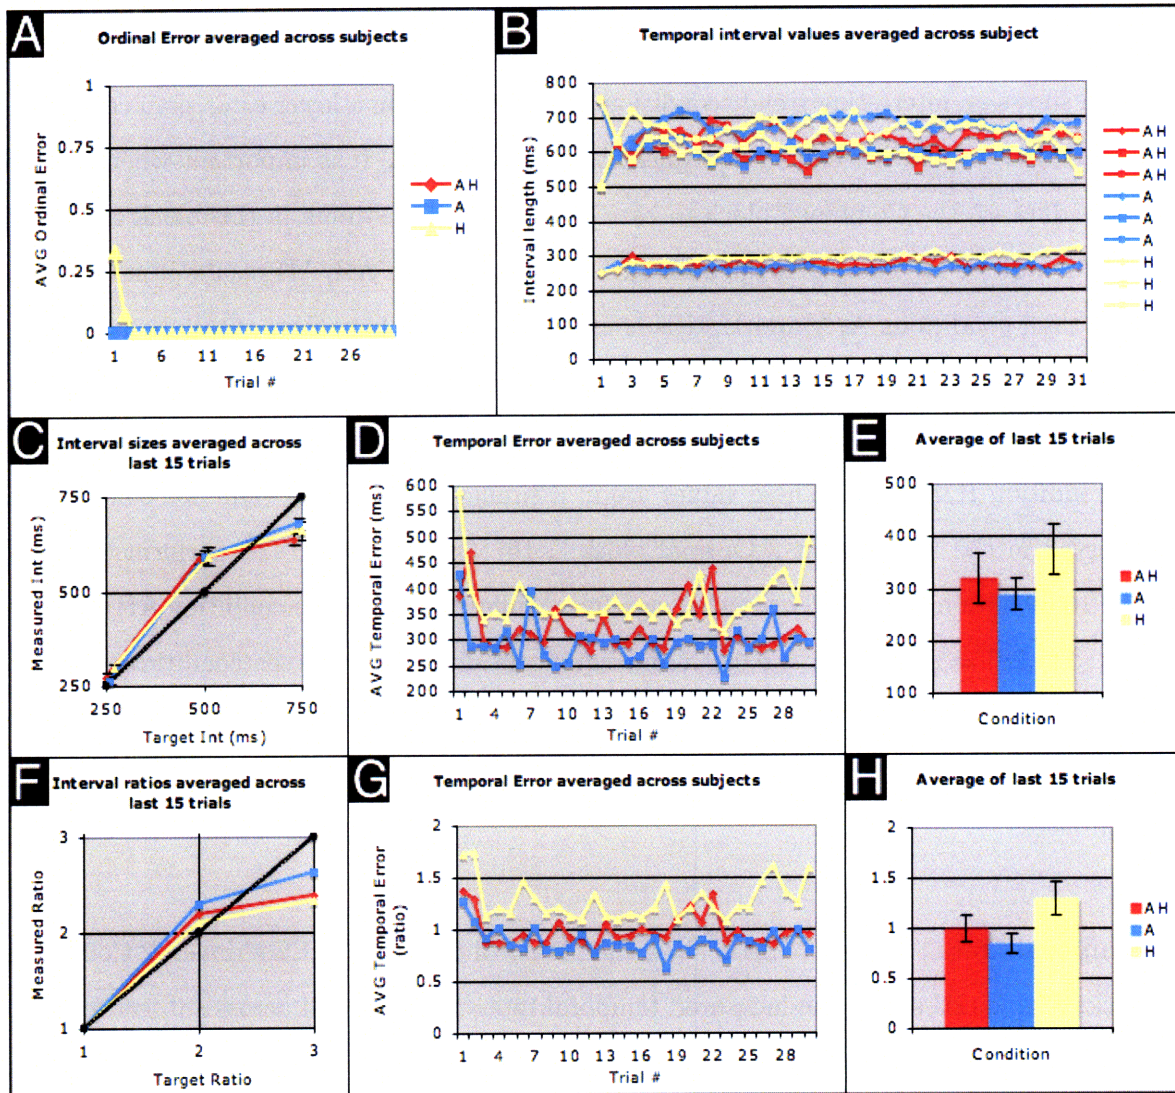 A
Ordinal Error averaged across subjects
1
0.75
0.5
0.25
0
AVG Ordinal Error
1 6 11 16 21 26
Trial #
AH
A
H
B
Temporal interval values averaged across subject
800
700
600
500
400
300
200
100
0
Interval length (ms)
1 3 5 7 9 11 13 15 17 19 21 23 25 27 29 31
AH
AH
AH
A
A
A
H
H
H
C
Interval sizes averaged across
last 15 trials
750
500
250
Measured Int (ms)
250 500 750
Target Int (ms)
D
Temporal Error averaged across subjects
600
550
500
450
400
350
300
250
200
AVG Temporal Error (ms)
1 4 7 10 13 16 19 22 25 28
Trial #
E
Average of last 15 trials
500
400
300
200
100
Condition
AH
A
H
F
Interval ratios averaged across
last 15 trials
3
2
1
Measured Ratio
1 2 3
Target Ratio
G
Temporal Error averaged across subjects
2
1.5
1
0.5
0
AVG Temporal Error
(ratio)
1 4 7 10 13 16 19 22 25 28
Trial #
H
Average of last 15 trials
2
1.5
1
0.5
0
Condition
AH
A
H